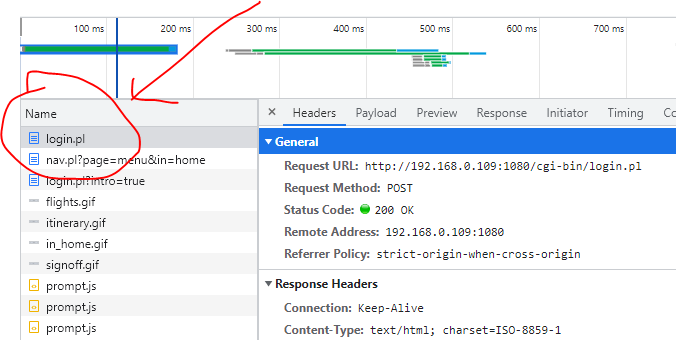 100 ms 200 ms 300 ms 400 ms 500 ms 600 ms 700 ms
Name
login.pl
nav.pl?page=menu&in=home
login.pl?intro=true
flights.gif
itinerary.gif
in_home.gif
signoff.gif
prompt.js
prompt.js
prompt.js
× Headers Payload Preview Response Initiator Timing Co
General
Request URL: http://192.168.0.109:1080/cgi-bin/login.pl
Request Method: POST
Status Code: 200 OK
Remote Address: 192.168.0.109:1080
Referrer Policy: strict-origin-when-cross-origin
Response Headers
Connection: Keep-Alive
Content-Type: text/html; charset=ISO-8859-1